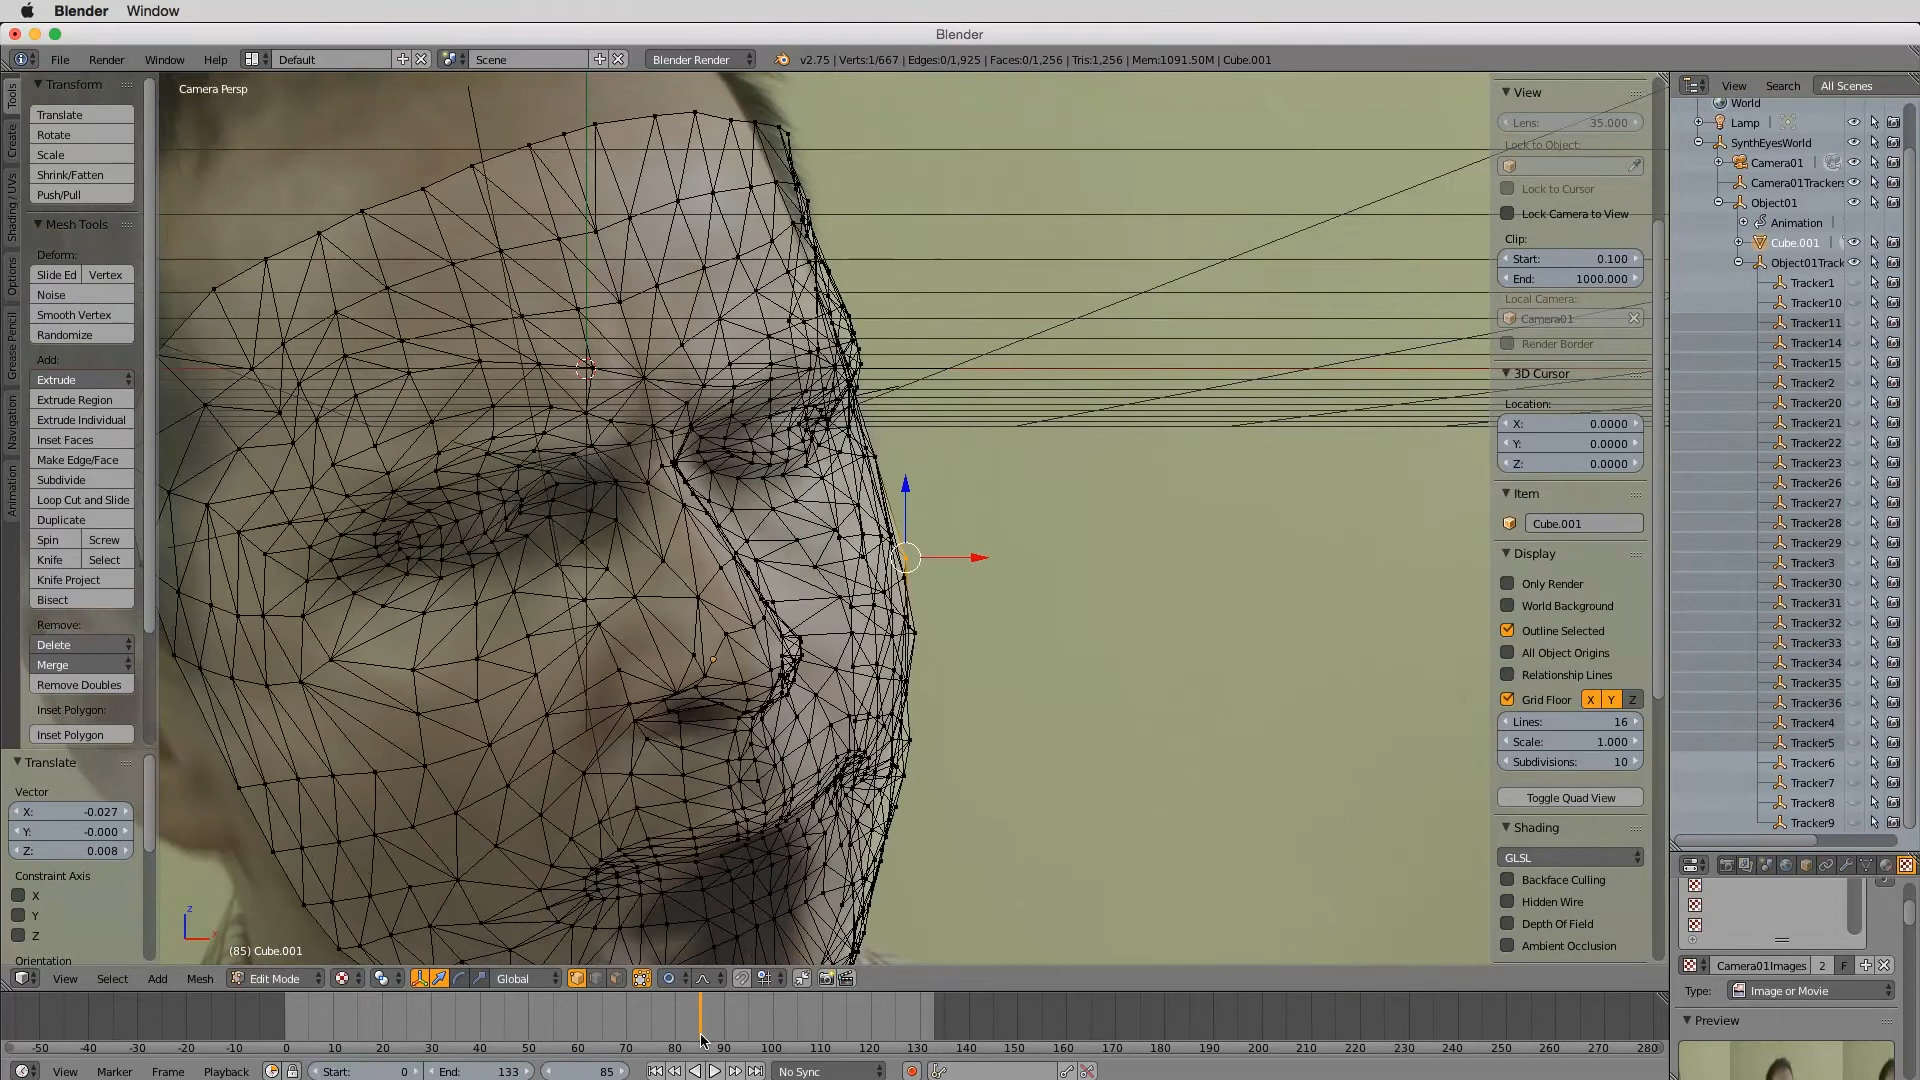 Blender Window
Blender
File Render Window Help Default Scene Blender Render v2.75 | Verts:1/667 | Edges:0/1,925 | Faces:0/1,256 | Tris:1,256 | Mem:1091.50M | Cube.001
Tools
Create
Shading / UVs
Options
Grease Pencil
Navigation
Animation
Transform
Translate
Rotate
Scale
Shrink/Fatten
Push/Pull
Mesh Tools
Deform:
Slide Ed Vertex
Noise
Smooth Vertex
Randomize
Add:
Extrude
Extrude Region
Extrude Individual
Inset Faces
Make Edge/Face
Subdivide
Loop Cut and Slide
Duplicate
Spin Screw
Knife Select
Knife Project
Bisect
Remove:
Delete
Merge
Remove Doubles
Inset Polygon:
Inset Polygon
Translate
Vector
X: -0.027
Y: -0.000
Z: 0.008
Constraint Axis
X
Y
Z
Orientation
Camera Persp
z
(85) Cube.001
View
Lens: 35.000
Lock to Object:
Lock to Cursor
Lock Camera to View
Clip:
Start: 0.100
End: 1000.000
Local Camera:
Camera01
Render Border
3D Cursor
Location:
X: 0.0000
Y: 0.0000
Z: 0.0000
Item
Cube.001
Display
Only Render
World Background
Outline Selected
All Object Origins
Relationship Lines
Grid Floor X Y Z
Lines: 16
Scale: 1.000
Subdivisions: 10
Toggle Quad View
Shading
GLSL
Backface Culling
Hidden Wire
Depth Of Field
Ambient Occlusion
View Search All Scenes
World
Lamp
SynthEyesWorld
Camera01
Camera01Trackers
Object01
Animation
Cube.001
Object01Track
Tracker1
Tracker10
Tracker11
Tracker14
Tracker15
Tracker2
Tracker20
Tracker21
Tracker22
Tracker23
Tracker26
Tracker27
Tracker28
Tracker29
Tracker3
Tracker30
Tracker31
Tracker32
Tracker33
Tracker34
Tracker35
Tracker36
Tracker4
Tracker5
Tracker6
Tracker7
Tracker8
Tracker9
Camera01Images 2 F
Type: Image or Movie
Preview
View Select Add Mesh Edit Mode Global
-50 -40 -30 -20 -10 0 10 20 30 40 50 60 70 80 90 100 110 120 130 140 150 160 170 180 190 200 210 220 230 240 250 260 270 280
View Marker Frame Playback Start: 0 End: 133 85 No Sync